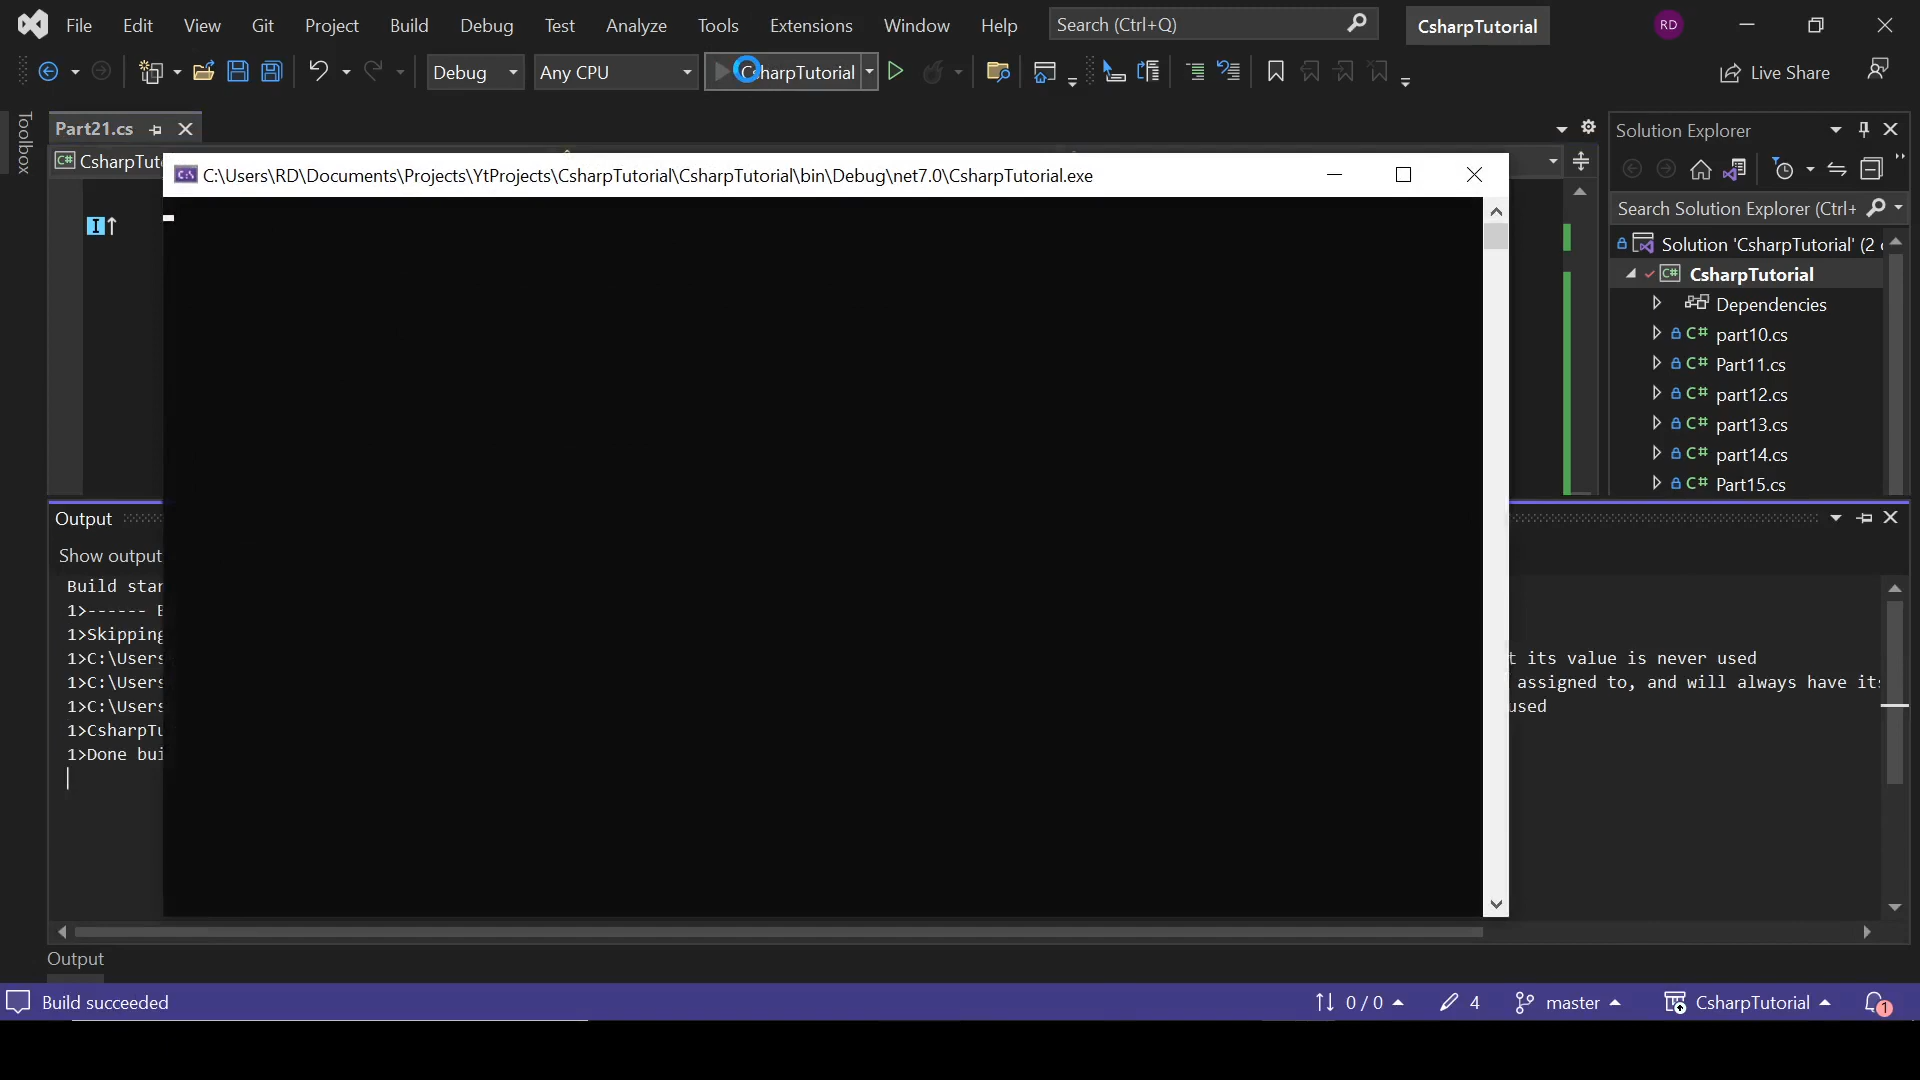 File Edit View Git Project Build Debug Test Analyze Tools Extensions Window Help Search (Ctrl+Q) CsharpTutorial RD
Debug Any CPU CsharpTutorial Live Share
Toolbox
Part21.cs
C# CsharpTuto
C:\Users\RD\Documents\Projects\YtProjects\CsharpTutorial\CsharpTutorial\bin\Debug\net7.0\CsharpTutorial.exe
Solution Explorer
Search Solution Explorer (Ctrl+
Solution 'CsharpTutorial' (2
C# CsharpTutorial
Dependencies
C# part10.cs
C# Part11.cs
C# part12.cs
C# part13.cs
C# part14.cs
C# Part15.cs
Output
Show output
Build star
1>------ B
1>Skipping
1>C:\Users t its value is never used
1>C:\Users assigned to, and will always have its
1>C:\Users used
1>CsharpTu
1>Done bui
Output
Build succeeded 0 / 0 4 master CsharpTutorial 1